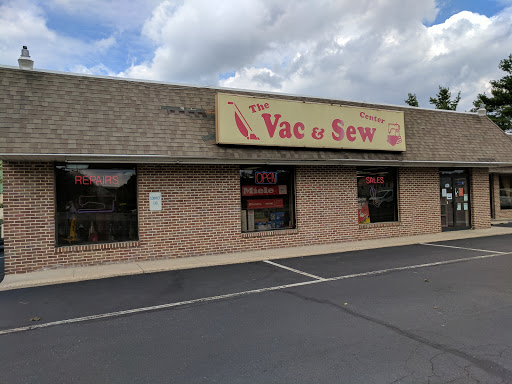 The
Vac & Sew
Center
REPAIRS
OPEN
Miele
SALES